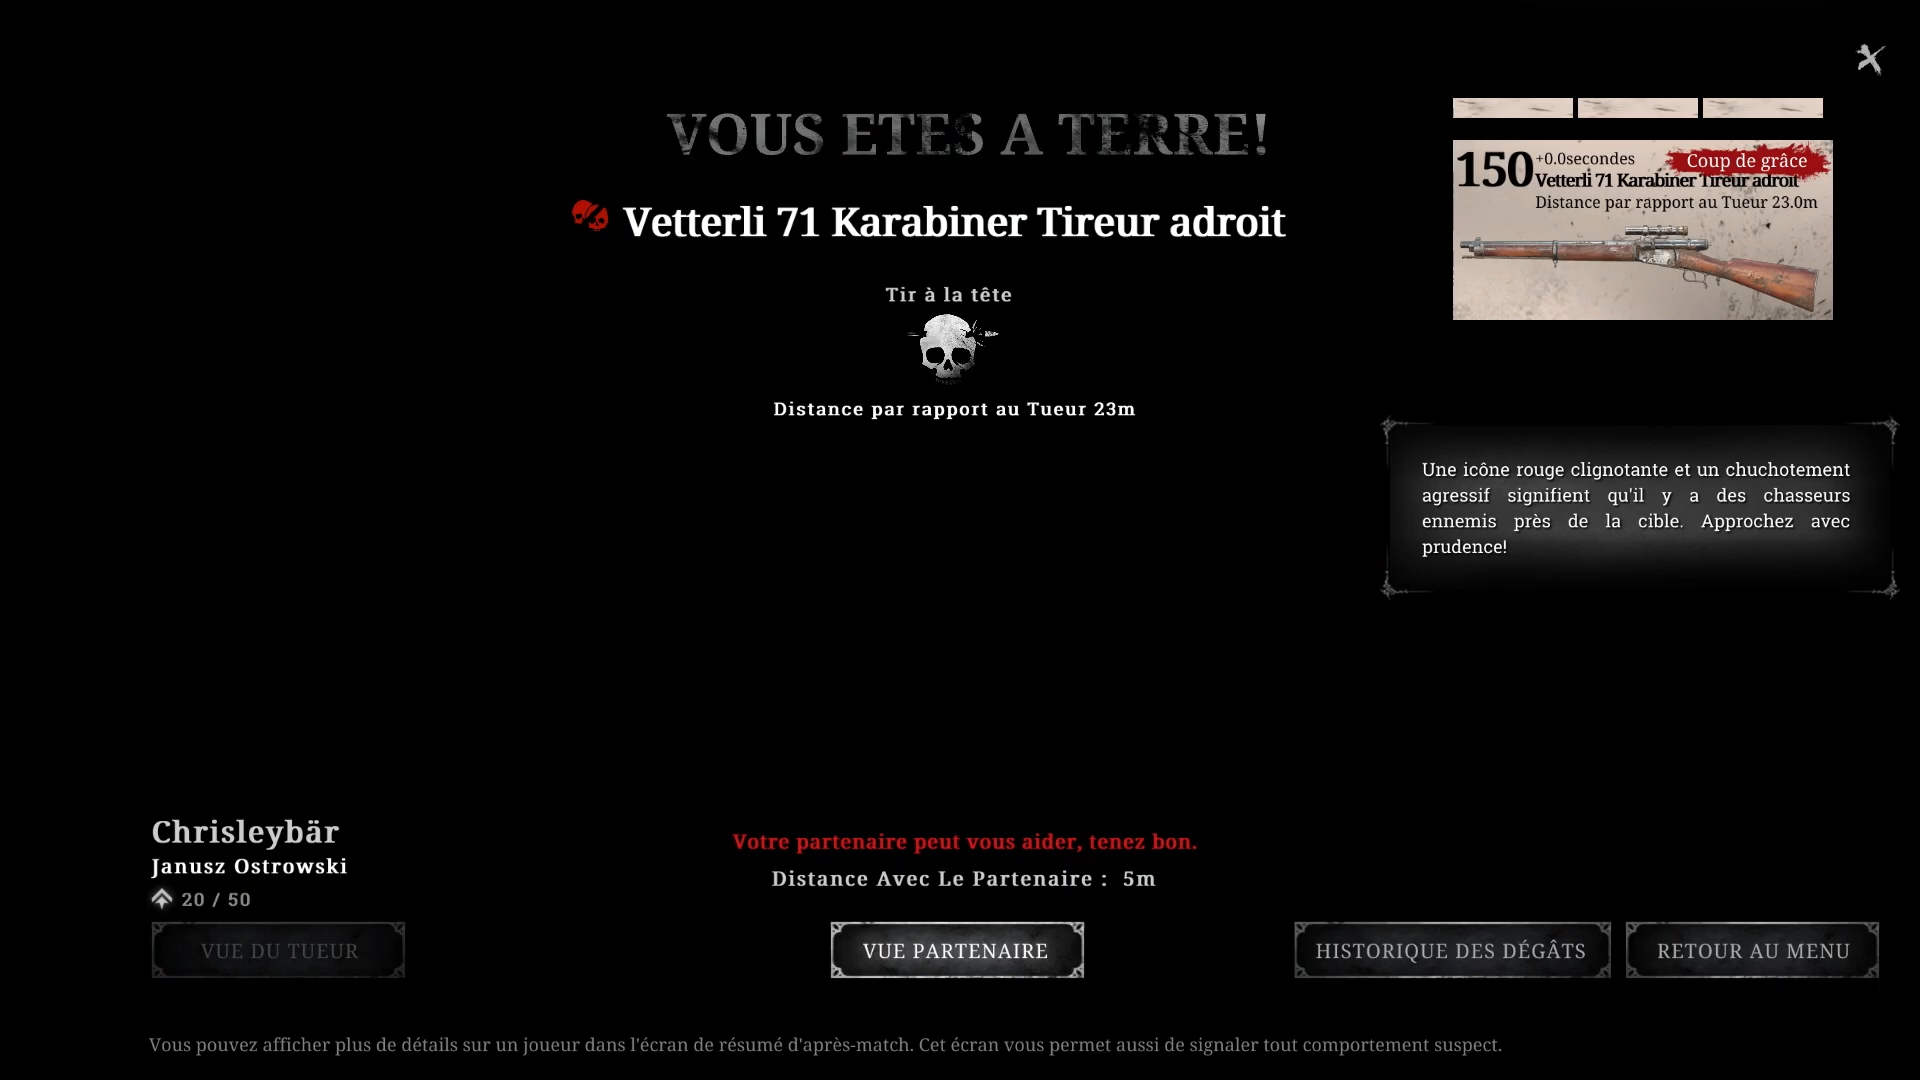 VOUS ETES A TERRE!
Vetterli 71 Karabiner Tireur adroit
Tir à la tête
Distance par rapport au Tueur 23m
150
+0.0secondes
Coup de grâce
Vetterli 71 Karabiner Tireur adroit
Distance par rapport au Tueur 23.0m
Une icône rouge clignotante et un chuchotement
agressif signifient qu'il y a des chasseurs
ennemis près de la cible. Approchez avec
prudence!
Chrisleybär
Janusz Ostrowski
20 / 50
VUE DU TUEUR
Votre partenaire peut vous aider, tenez bon.
Distance Avec Le Partenaire : 5m
VUE PARTENAIRE
HISTORIQUE DES DÉGÂTS
RETOUR AU MENU
Vous pouvez afficher plus de détails sur un joueur dans l'écran de résumé d'après-match. Cet écran vous permet aussi de signaler tout comportement suspect.